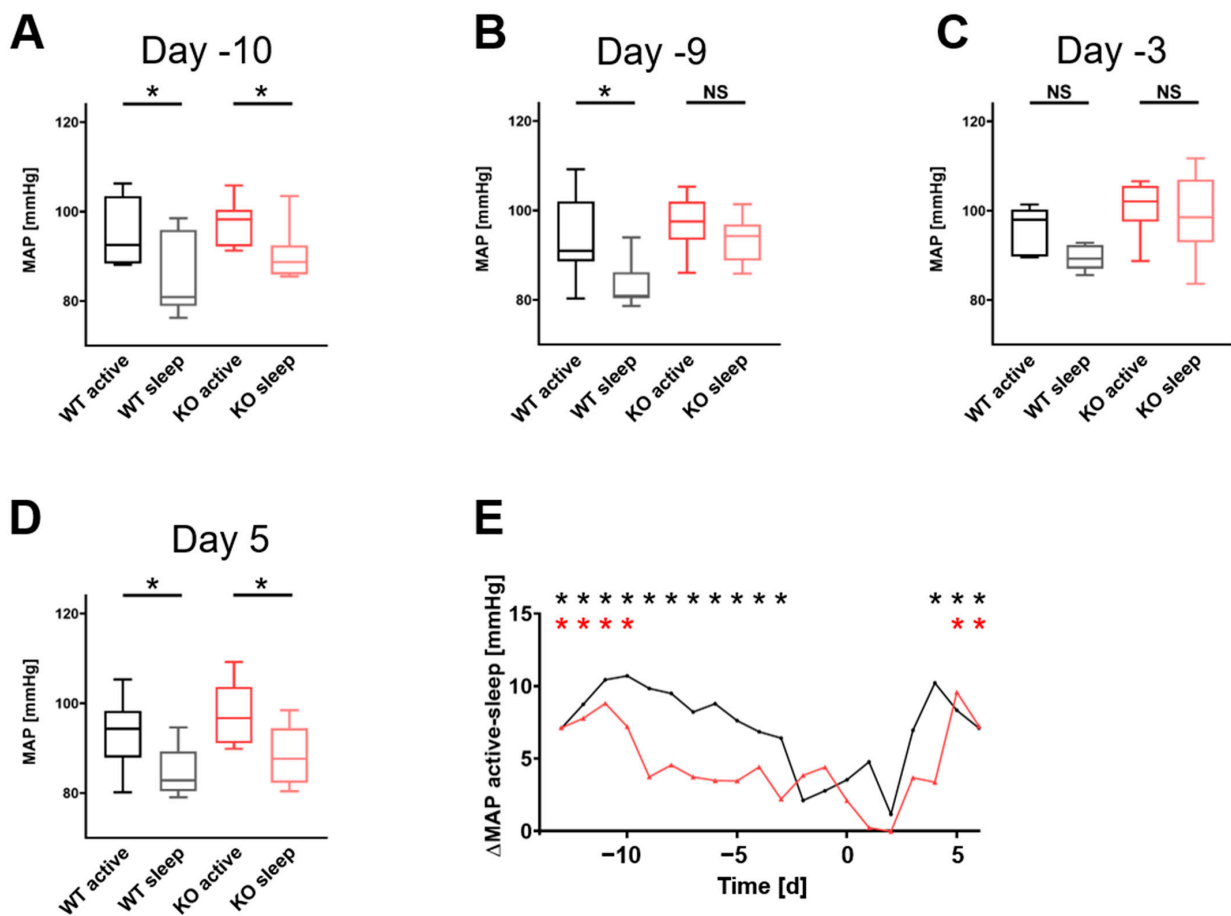 A
Day -10
* *
MAP [mmHg]
120
100
80
WT active
WT sleep
KO active
KO sleep
B
Day -9
* NS
MAP [mmHg]
120
100
80
WT active
WT sleep
KO active
KO sleep
C
Day -3
NS NS
MAP [mmHg]
120
100
80
WT active
WT sleep
KO active
KO sleep
D
Day 5
* *
MAP [mmHg]
120
100
80
WT active
WT sleep
KO active
KO sleep
E
* * * * * * * * * * * * * *
* * * * * *
ΔMAP active-sleep [mmHg]
15
10
5
0
−10 −5 0 5
Time [d]